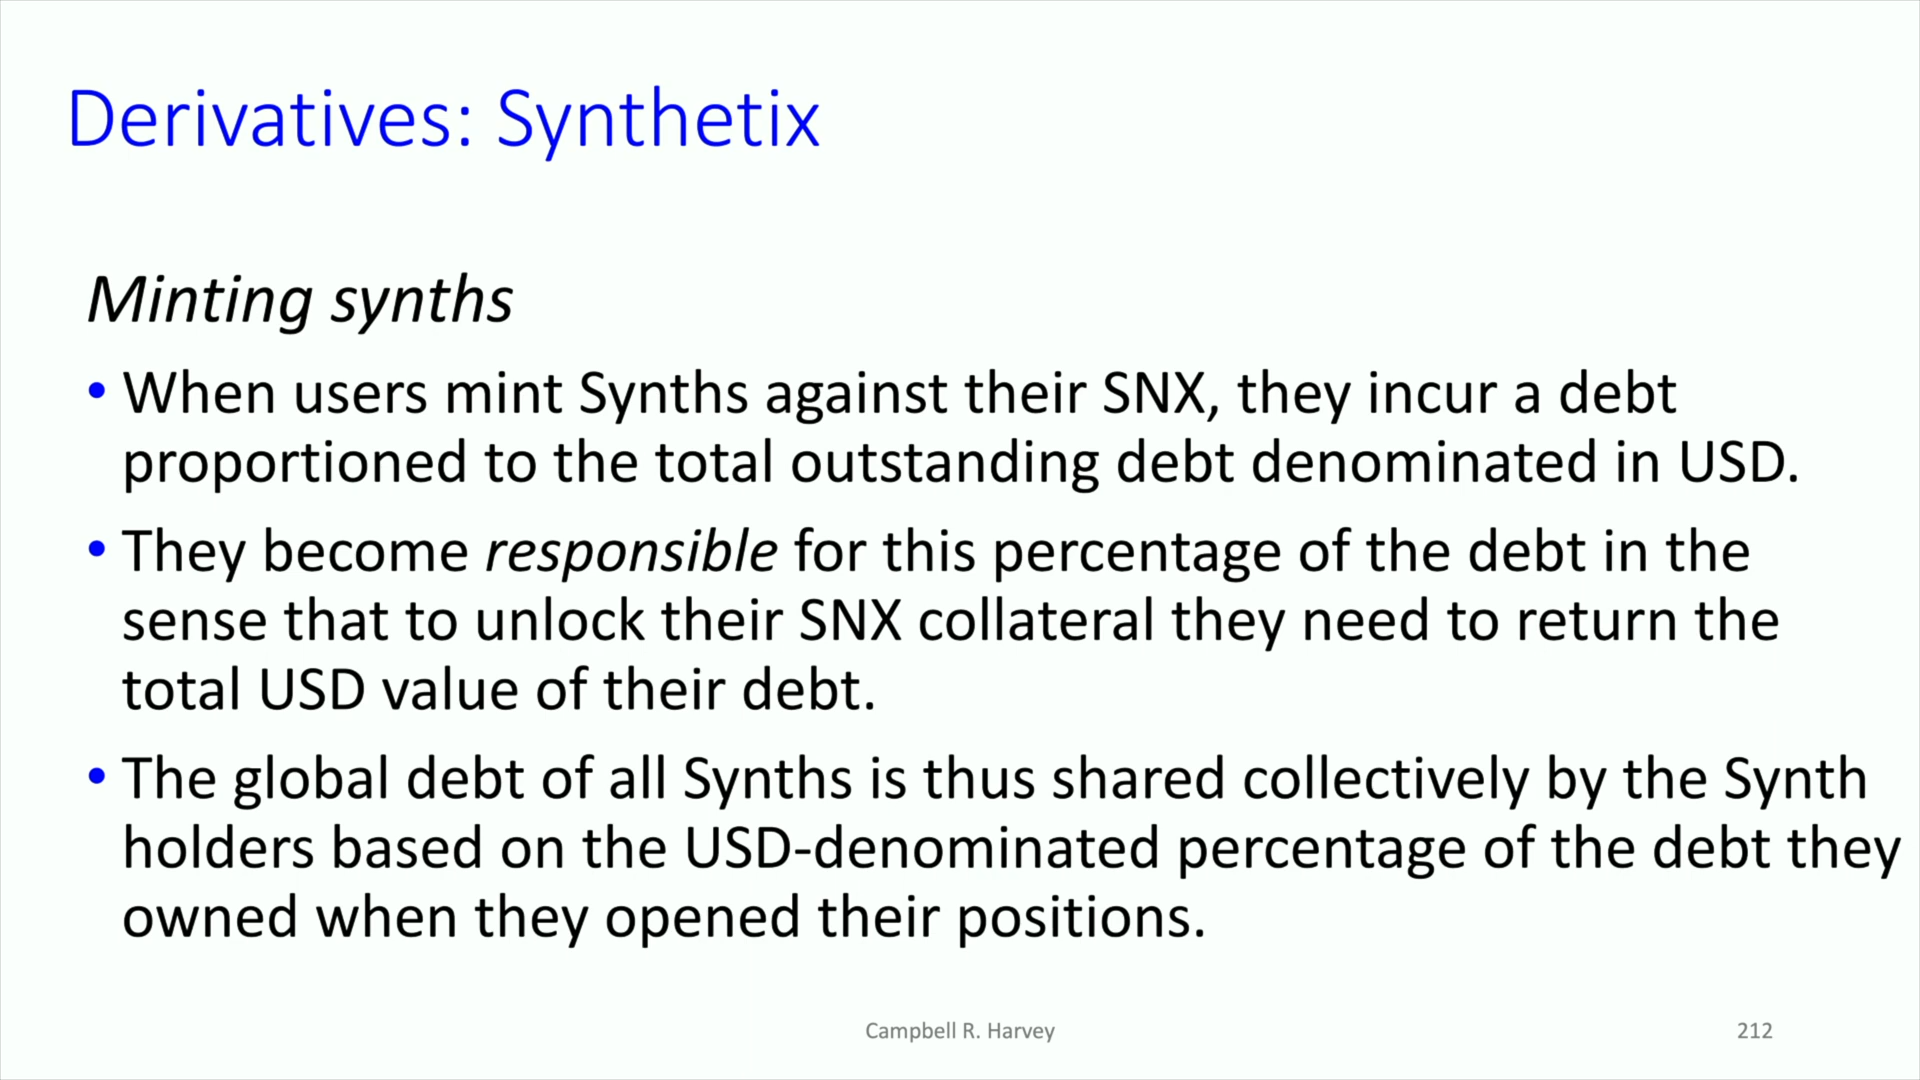 Derivatives: Synthetix
Minting synths
• When users mint Synths against their SNX, they incur a debt
proportioned to the total outstanding debt denominated in USD.
• They become responsible for this percentage of the debt in the
sense that to unlock their SNX collateral they need to return the
total USD value of their debt.
• The global debt of all Synths is thus shared collectively by the Synth
holders based on the USD-denominated percentage of the debt they
owned when they opened their positions.
Campbell R. Harvey
212